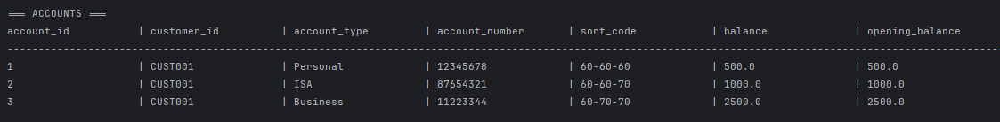 === ACCOUNTS ===
account_id | customer_id | account_type | account_number | sort_code | balance | opening_balance
--------------------------------------------------------------------------------------------------------------------------------------------------------------
1 | CUST001 | Personal | 12345678 | 60-60-60 | 500.0 | 500.0
2 | CUST001 | ISA | 87654321 | 60-60-70 | 1000.0 | 1000.0
3 | CUST001 | Business | 11223344 | 60-70-70 | 2500.0 | 2500.0